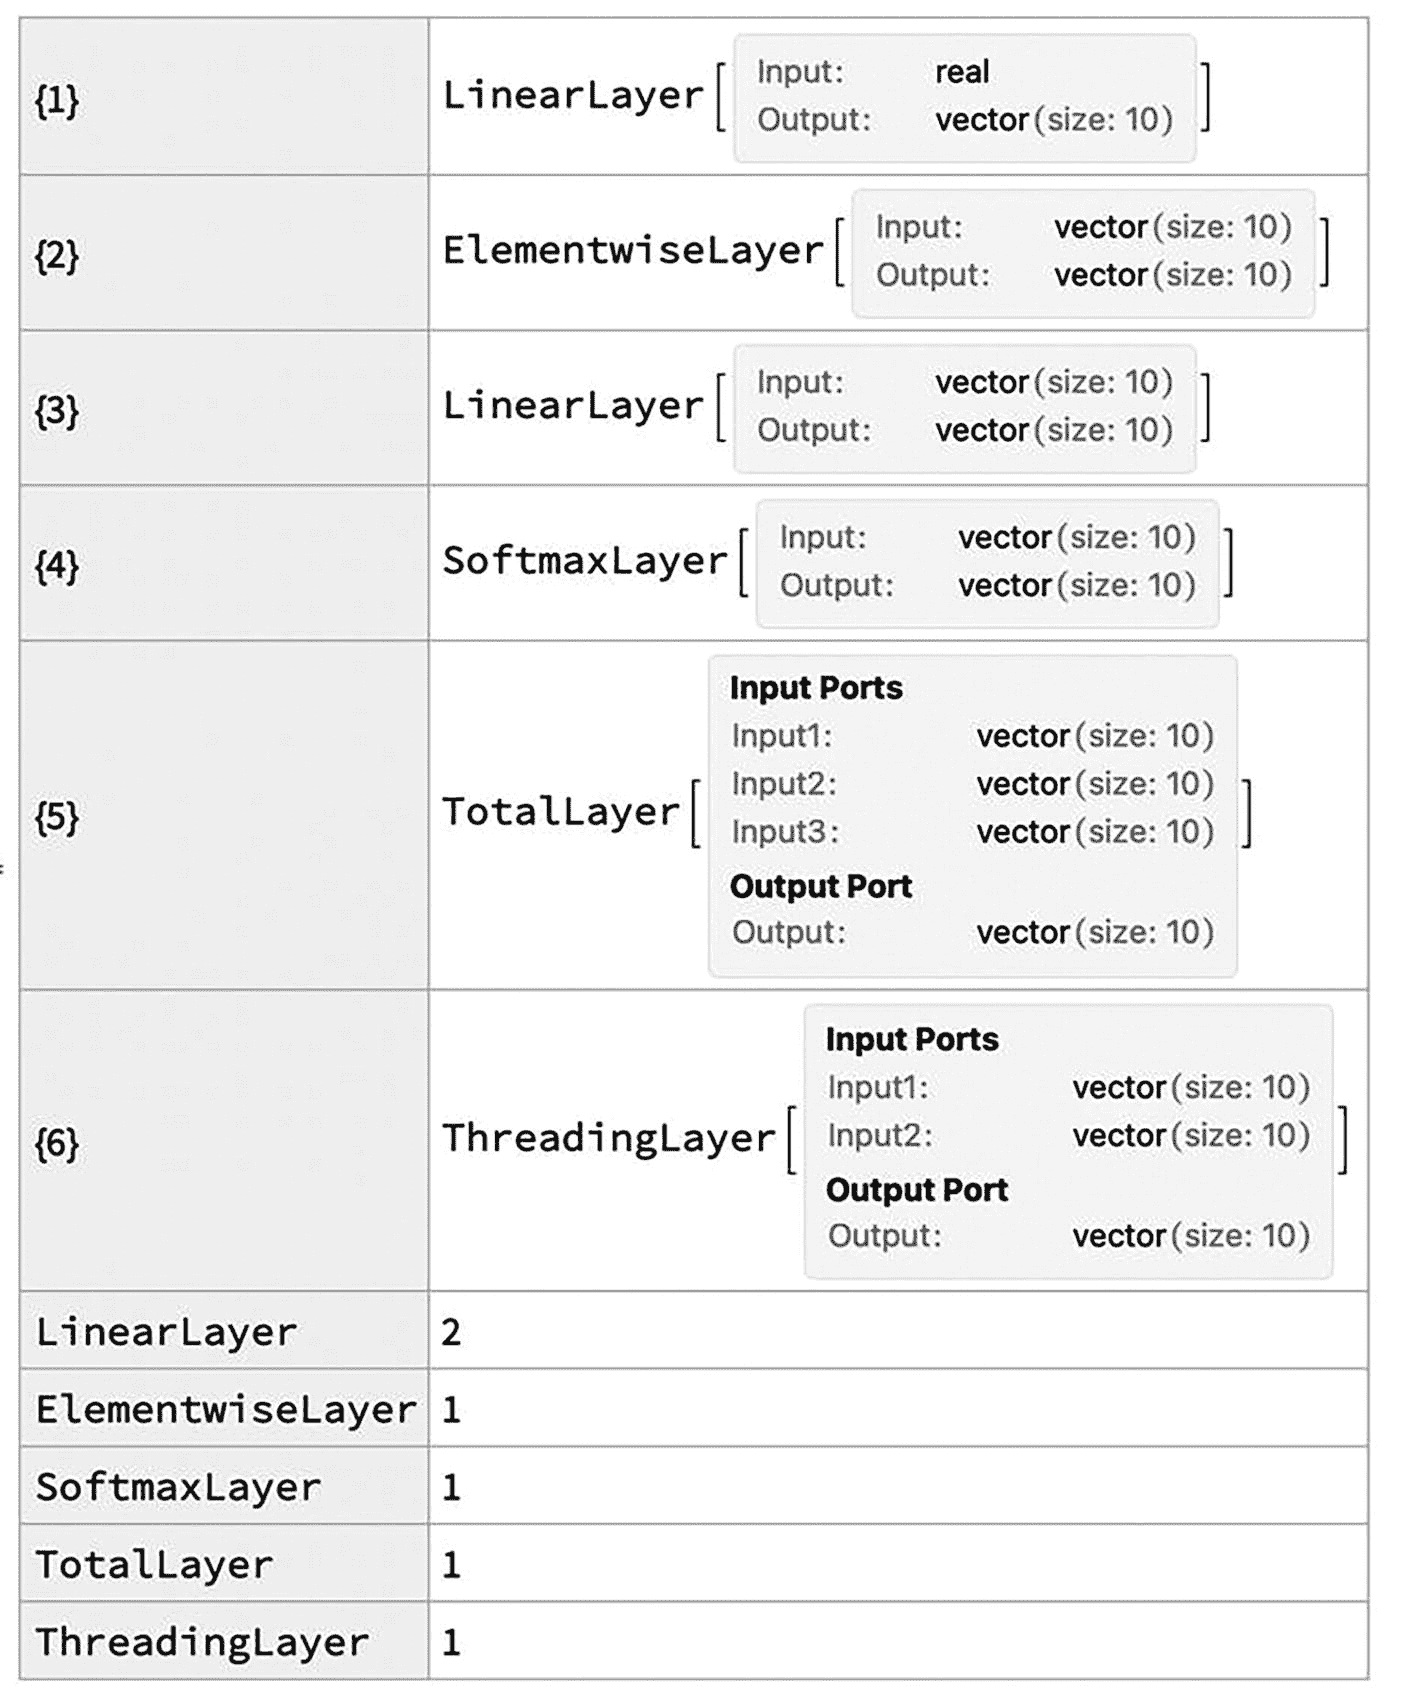 {1} LinearLayer[ Input: real
Output: vector(size: 10) ]
{2} ElementwiseLayer[ Input: vector(size: 10)
Output: vector(size: 10) ]
{3} LinearLayer[ Input: vector(size: 10)
Output: vector(size: 10) ]
{4} SoftmaxLayer[ Input: vector(size: 10)
Output: vector(size: 10) ]
{5} TotalLayer[ Input Ports
Input1: vector(size: 10)
Input2: vector(size: 10)
Input3: vector(size: 10)
Output Port
Output: vector(size: 10) ]
{6} ThreadingLayer[ Input Ports
Input1: vector(size: 10)
Input2: vector(size: 10)
Output Port
Output: vector(size: 10) ]
LinearLayer 2
ElementwiseLayer 1
SoftmaxLayer 1
TotalLayer 1
ThreadingLayer 1